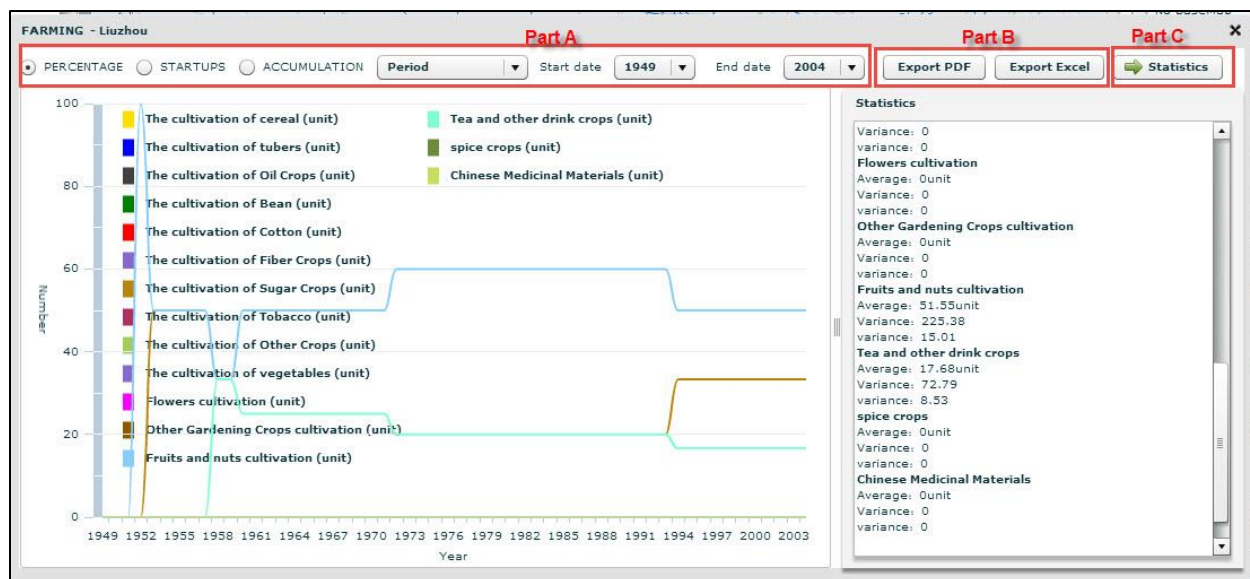 FARMING - Liuzhou
Part A
Part B
Part C
PERCENTAGE STARTUPS ACCUMULATION Period Start date 1949 End date 2004 Export PDF Export Excel Statistics
100
80
60
40
20
0
Number
The cultivation of cereal (unit)
The cultivation of tubers (unit)
The cultivation of Oil Crops (unit)
The cultivation of Bean (unit)
The cultivation of Cotton (unit)
The cultivation of Fiber Crops (unit)
The cultivation of Sugar Crops (unit)
The cultivation of Tobacco (unit)
The cultivation of Other Crops (unit)
The cultivation of vegetables (unit)
Flowers cultivation (unit)
Other Gardening Crops cultivation (unit)
Fruits and nuts cultivation (unit)
Tea and other drink crops (unit)
spice crops (unit)
Chinese Medicinal Materials (unit)
1949 1952 1955 1958 1961 1964 1967 1970 1973 1976 1979 1982 1985 1988 1991 1994 1997 2000 2003
Year
Statistics
Variance: 0
variance: 0
Flowers cultivation
Average: 0unit
Variance: 0
variance: 0
Other Gardening Crops cultivation
Average: 0unit
Variance: 0
variance: 0
Fruits and nuts cultivation
Average: 51.55unit
Variance: 225.38
variance: 15.01
Tea and other drink crops
Average: 17.68unit
Variance: 72.79
variance: 8.53
spice crops
Average: 0unit
Variance: 0
variance: 0
Chinese Medicinal Materials
Average: 0unit
Variance: 0
variance: 0